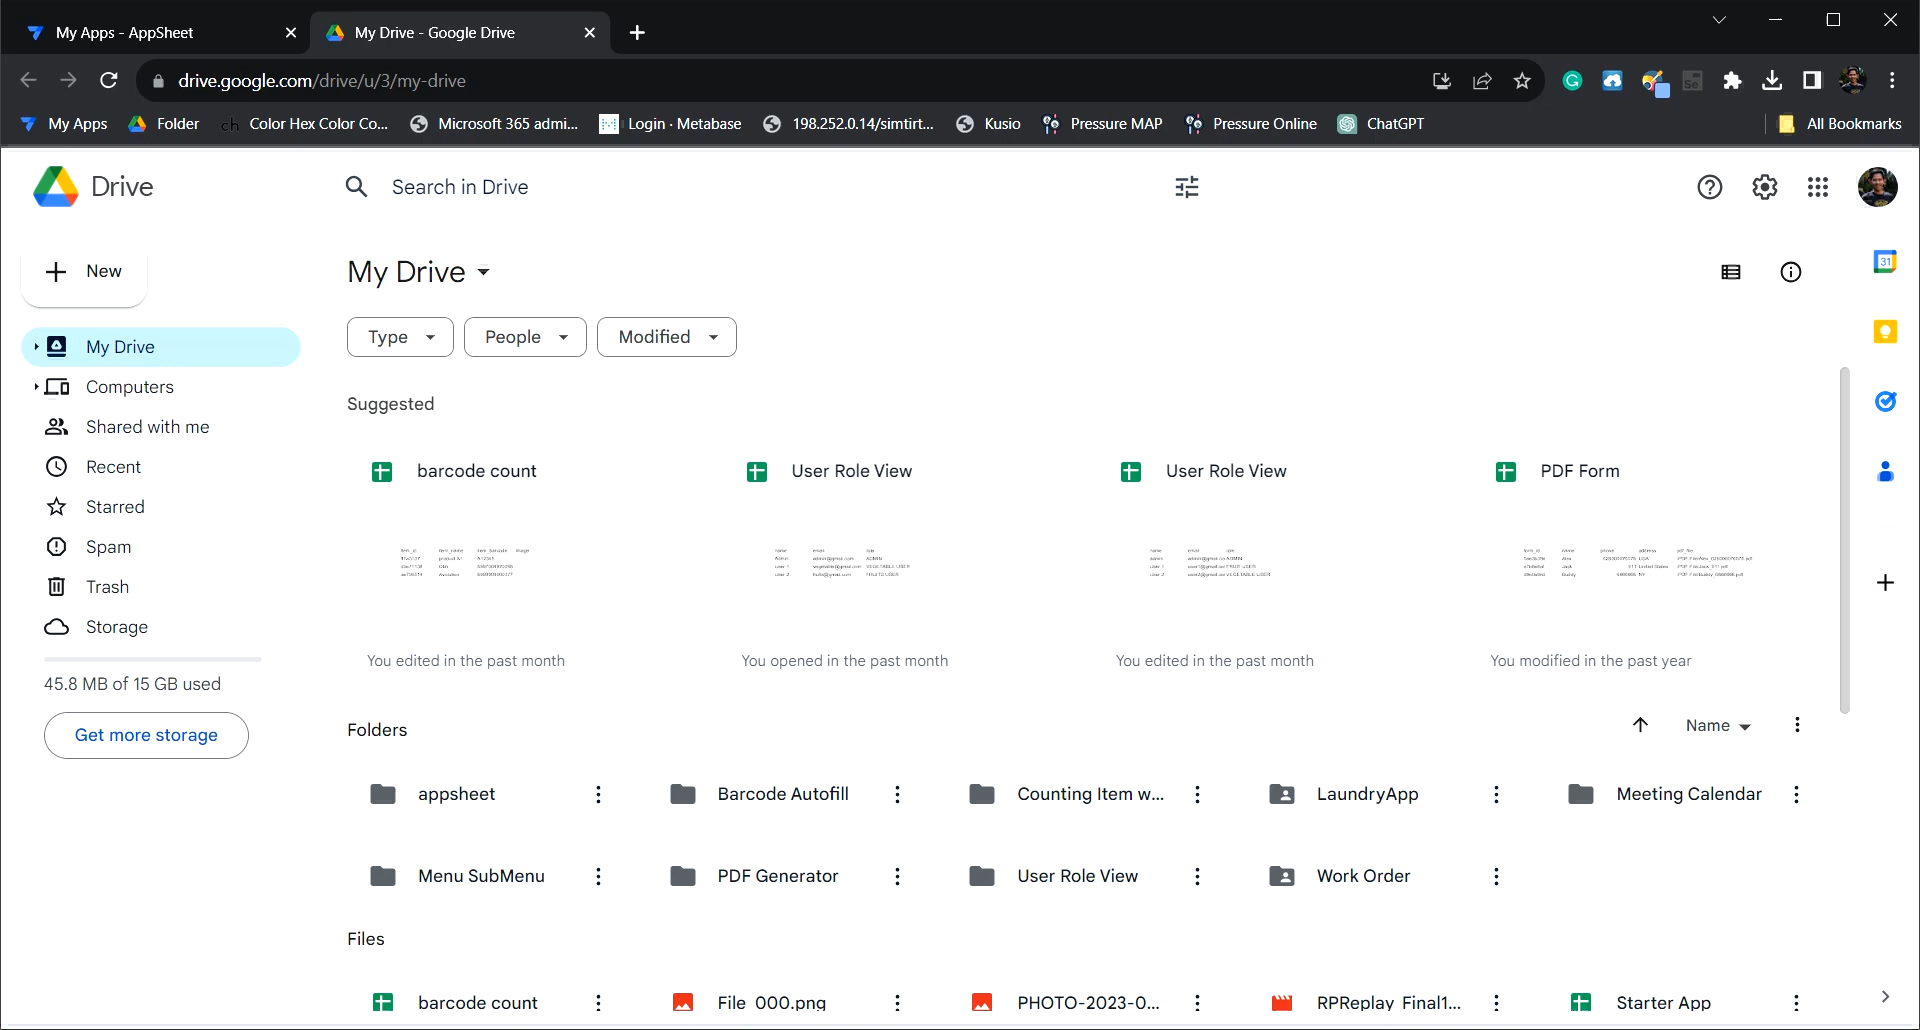 My Apps - AppSheet
My Drive - Google Drive
drive.google.com/drive/u/3/my-drive
My Apps
Folder
ch Color Hex Color Co...
Microsoft 365 admi...
Login · Metabase
198.252.0.14/simtirt...
Kusio
Pressure MAP
Pressure Online
ChatGPT
All Bookmarks
Drive
Search in Drive
New
My Drive
Computers
Shared with me
Recent
Starred
Spam
Trash
Storage
45.8 MB of 15 GB used
Get more storage
My Drive
Type
People
Modified
Suggested
barcode count
User Role View
User Role View
PDF Form
You edited in the past month
You opened in the past month
You edited in the past month
You modified in the past year
Folders
Name
appsheet
Barcode Autofill
Counting Item w...
LaundryApp
Meeting Calendar
Menu SubMenu
PDF Generator
User Role View
Work Order
Files
barcode count
File_000.png
PHOTO-2023-0...
RPReplay_Final1...
Starter App
31